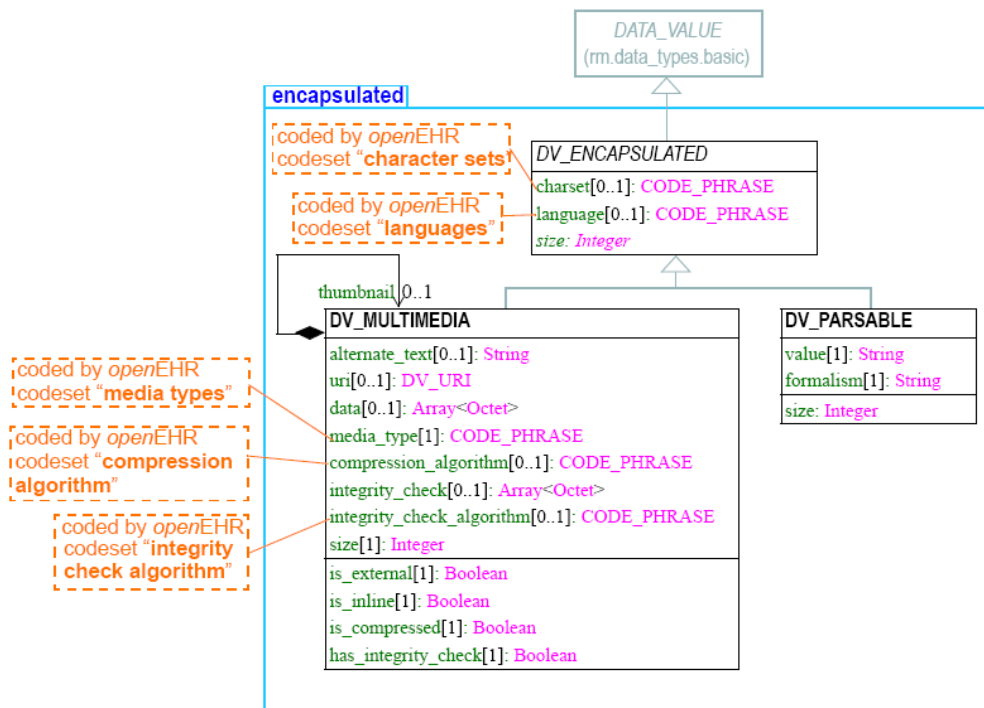 DATA_VALUE
(rm.data_types.basic)
encapsulated
coded by openEHR
codeset “character sets”
DV_ENCAPSULATED
charset[0..1]: CODE_PHRASE
language[0..1]: CODE_PHRASE
size: Integer
coded by openEHR
codeset “languages”
thumbnail 0..1
DV_MULTIMEDIA
alternate_text[0..1]: String
uri[0..1]: DV_URI
data[0..1]: Array<Octet>
media_type[1]: CODE_PHRASE
compression_algorithm[0..1]: CODE_PHRASE
integrity_check[0..1]: Array<Octet>
integrity_check_algorithm[0..1]: CODE_PHRASE
size[1]: Integer
is_external[1]: Boolean
is_inline[1]: Boolean
is_compressed[1]: Boolean
has_integrity_check[1]: Boolean
DV_PARSABLE
value[1]: String
formalism[1]: String
size: Integer
coded by openEHR
codeset “media types”
coded by openEHR
codeset “compression
algorithm”
coded by openEHR
codeset “integrity
check algorithm”